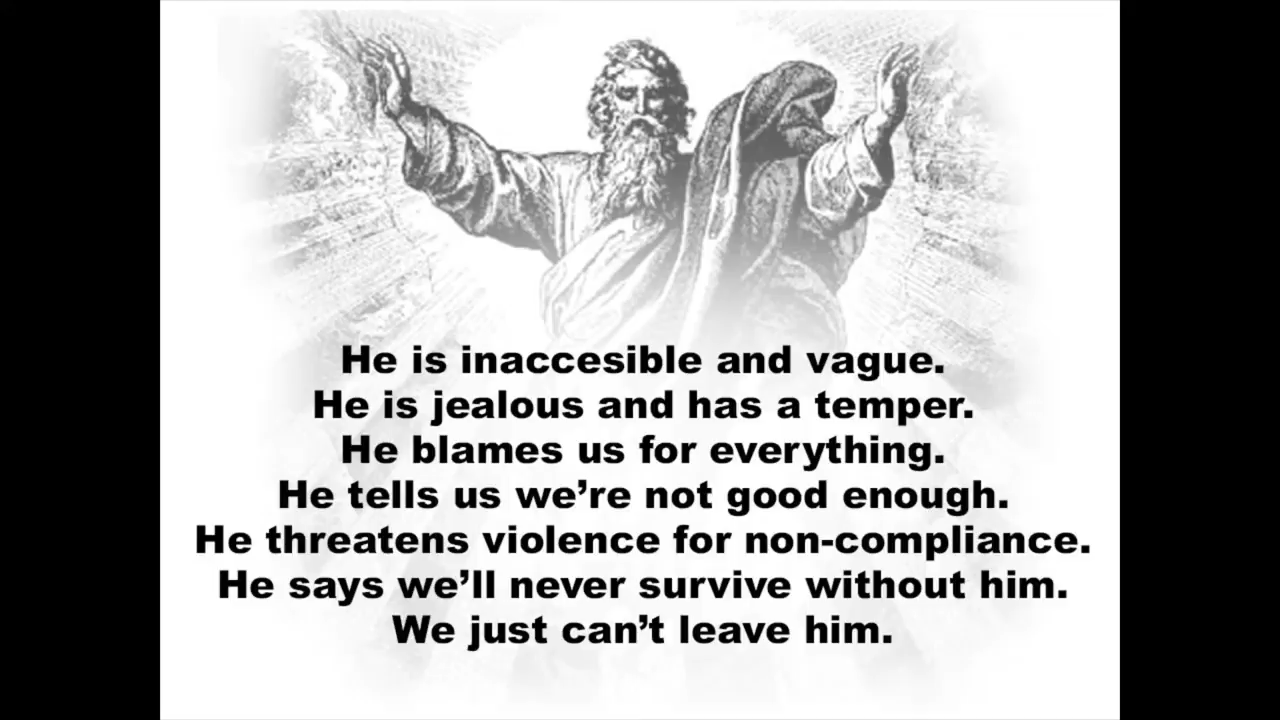 He is inaccesible and vague.
He is jealous and has a temper.
He blames us for everything.
He tells us we’re not good enough.
He threatens violence for non-compliance.
He says we’ll never survive without him.
We just can’t leave him.